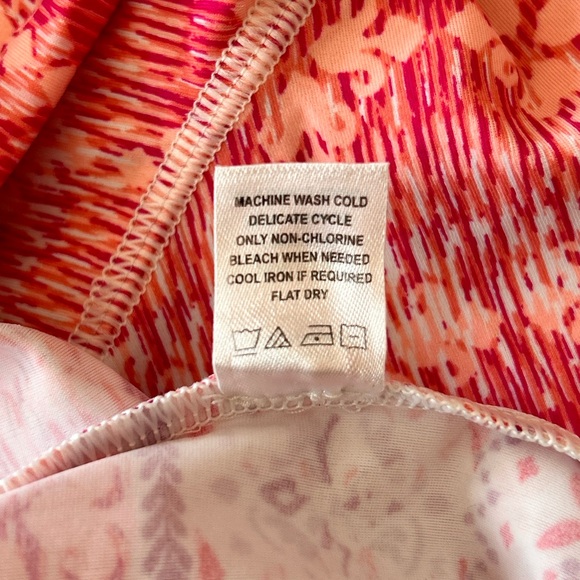 MACHINE WASH COLD
DELICATE CYCLE
ONLY NON-CHLORINE
BLEACH WHEN NEEDED
COOL IRON IF REQUIRED
FLAT DRY